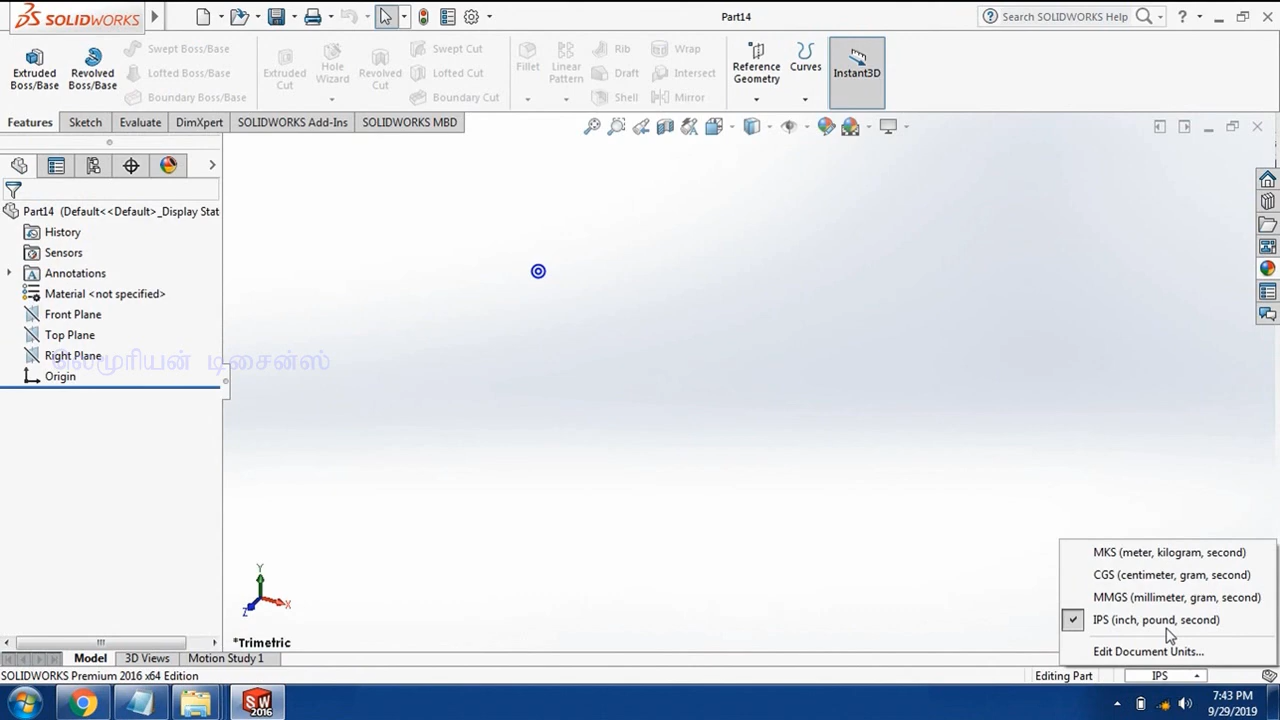 SOLIDWORKS
Part14
Search SOLIDWORKS Help
Extruded Boss/Base
Revolved Boss/Base
Swept Boss/Base
Lofted Boss/Base
Boundary Boss/Base
Extruded Cut
Hole Wizard
Revolved Cut
Swept Cut
Lofted Cut
Boundary Cut
Fillet
Linear Pattern
Rib
Draft
Shell
Wrap
Intersect
Mirror
Reference Geometry
Curves
Instant3D
Features Sketch Evaluate DimXpert SOLIDWORKS Add-Ins SOLIDWORKS MBD
Part14 (Default<<Default>_Display Stat
History
Sensors
Annotations
Material <not specified>
Front Plane
Top Plane
Right Plane
லெமூரியன் டிசைன்ஸ்
Origin
Y
X
Z
*Trimetric
MKS (meter, kilogram, second)
CGS (centimeter, gram, second)
MMGS (millimeter, gram, second)
IPS (inch, pound, second)
Edit Document Units...
Model 3D Views Motion Study 1
SOLIDWORKS Premium 2016 x64 Edition
Editing Part
IPS
SW 2016
7:43 PM
9/29/2019